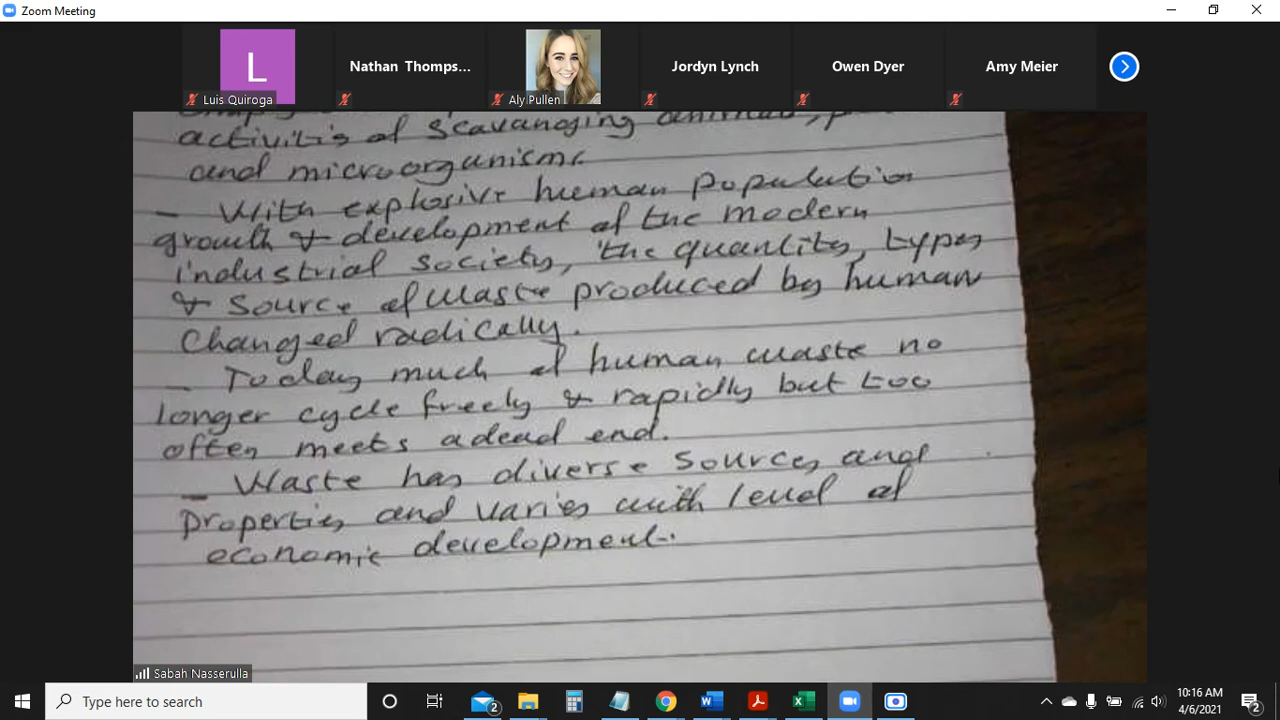 Zoom Meeting
L
Luis Quiroga
Nathan Thomps...
Aly Pullen
Jordyn Lynch
Owen Dyer
Amy Meier
activitis of scavanging
and microorganisms
- With explosive human population
growth & development of the modern
industrial society, the quantity, types
& source of waste produced by human
changed radically.
- Today much of human waste no
longer cycle freely & rapidly but too
often meets a dead end.
- Waste has diverse sources and
properties and varies with level of
economic development.
Sabah Nasserulla
Type here to search
2
W
X
10:16 AM
4/6/2021
2